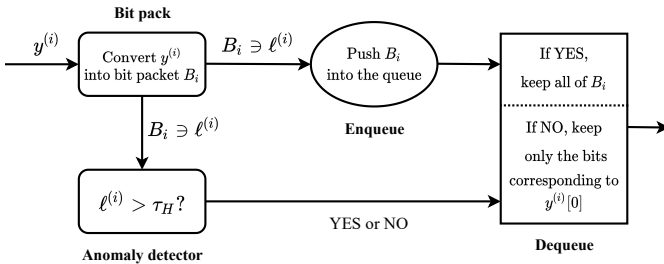 Bit pack
y^{(i)}
Convert y^{(i)}
into bit packet B_i
B_i ∋ ℓ^{(i)}
Push B_i
into the queue
Enqueue
If YES,
keep all of B_i
If NO, keep
only the bits
corresponding to
y^{(i)}[0]
Dequeue
B_i ∋ ℓ^{(i)}
ℓ^{(i)} > τ_H?
Anomaly detector
YES or NO